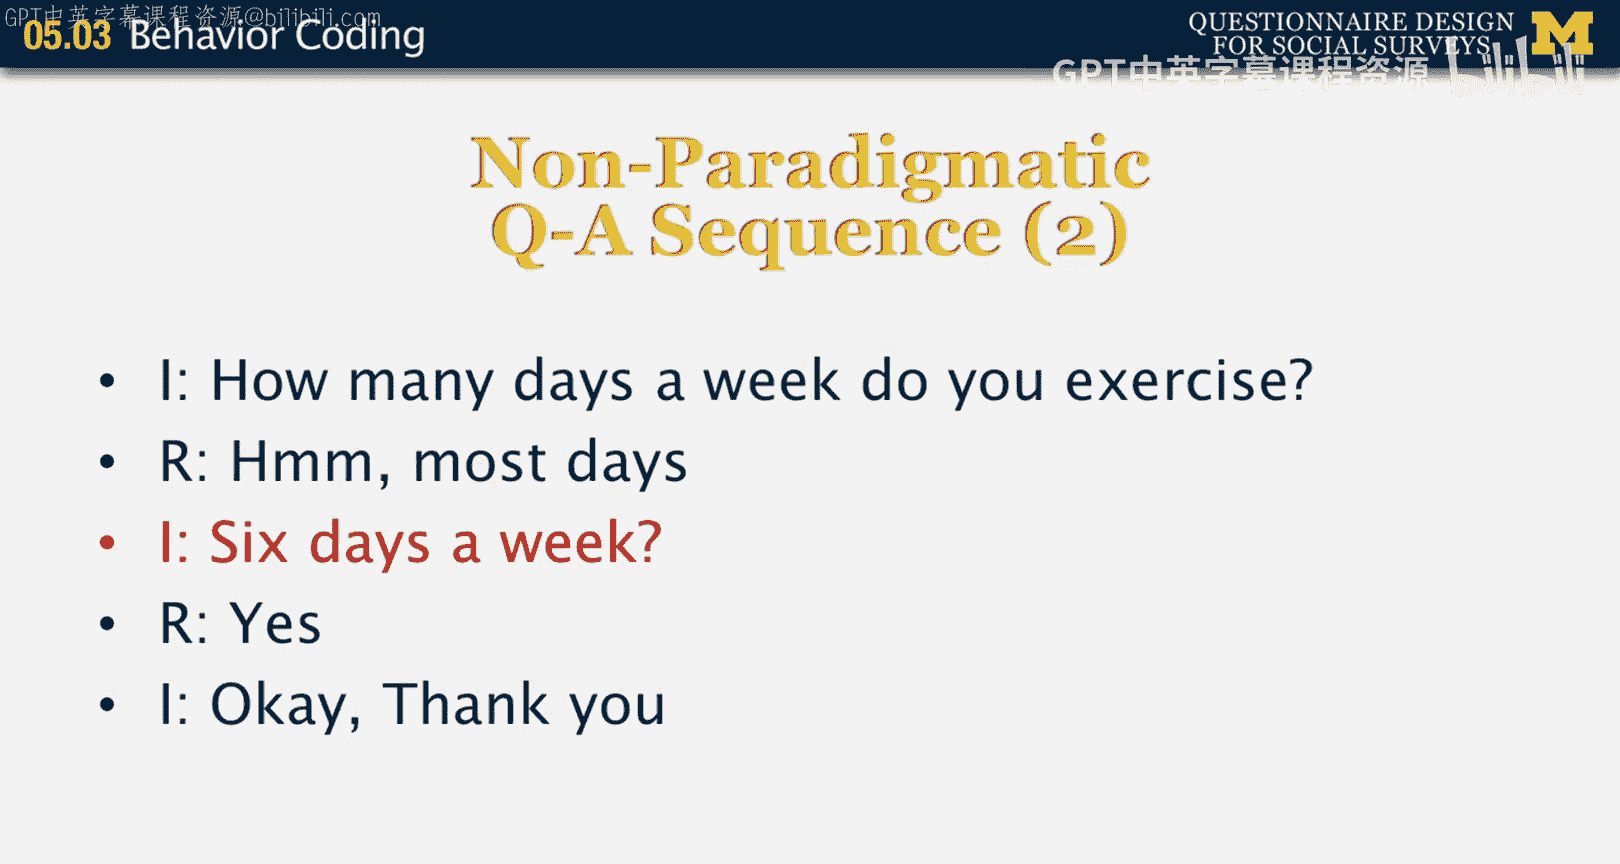 GPT中英字幕课程资源@bilibili.com
05.03 Behavior Coding
QUESTIONNAIRE DESIGN
FOR SOCIAL SURVEYS
M
GPT中英字幕课程资源 bilibili
Non-Paradigmatic
Q-A Sequence (2)
• I: How many days a week do you exercise?
• R: Hmm, most days
• I: Six days a week?
• R: Yes
• I: Okay, Thank you